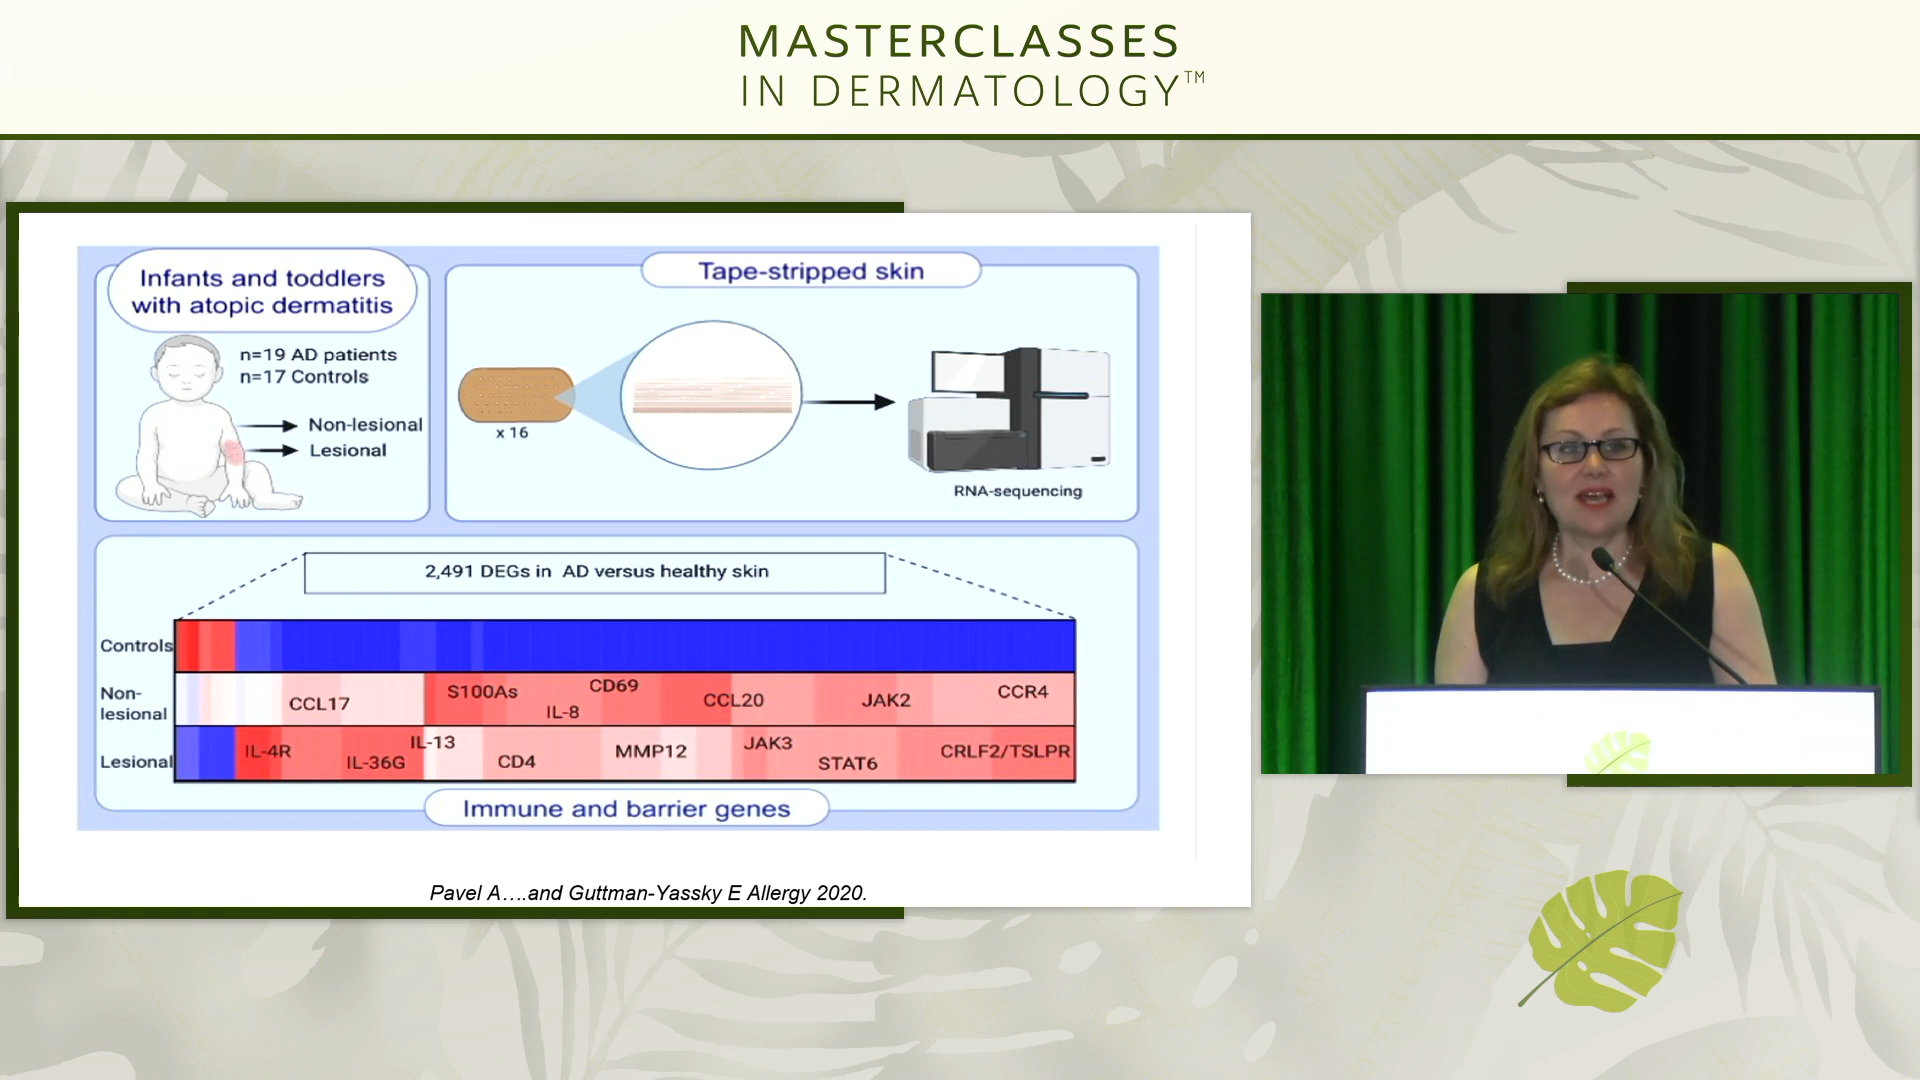 MASTERCLASSES
IN DERMATOLOGY™
Infants and toddlers
with atopic dermatitis
n=19 AD patients
n=17 Controls
Non-lesional
Lesional
Tape-stripped skin
x 16
RNA-sequencing
2,491 DEGs in AD versus healthy skin
Controls
Non-
lesional
CCL17
S100As
IL-8
CD69
CCL20
JAK2
CCR4
Lesional
IL-4R
IL-36G
IL-13
CD4
MMP12
JAK3
STAT6
CRLF2/TSLPR
Immune and barrier genes
Pavel A….and Guttman-Yassky E Allergy 2020.